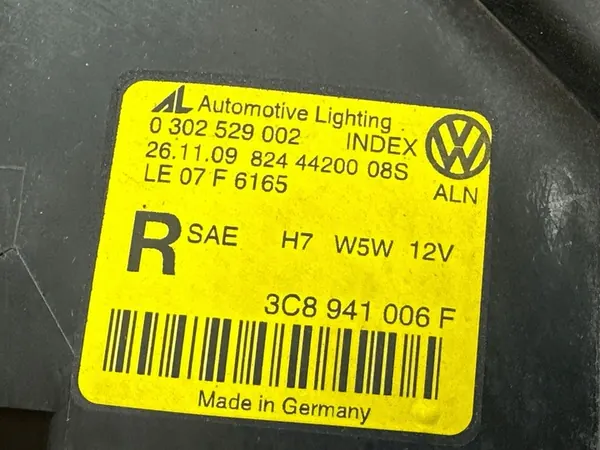 AL Automotive Lighting
0 302 529 002 INDEX
26.11.09 824 44200 08S
LE 07 F 6165
VW
ALN
R SAE H7 W5W 12V
3C8 941 006 F
Made in Germany